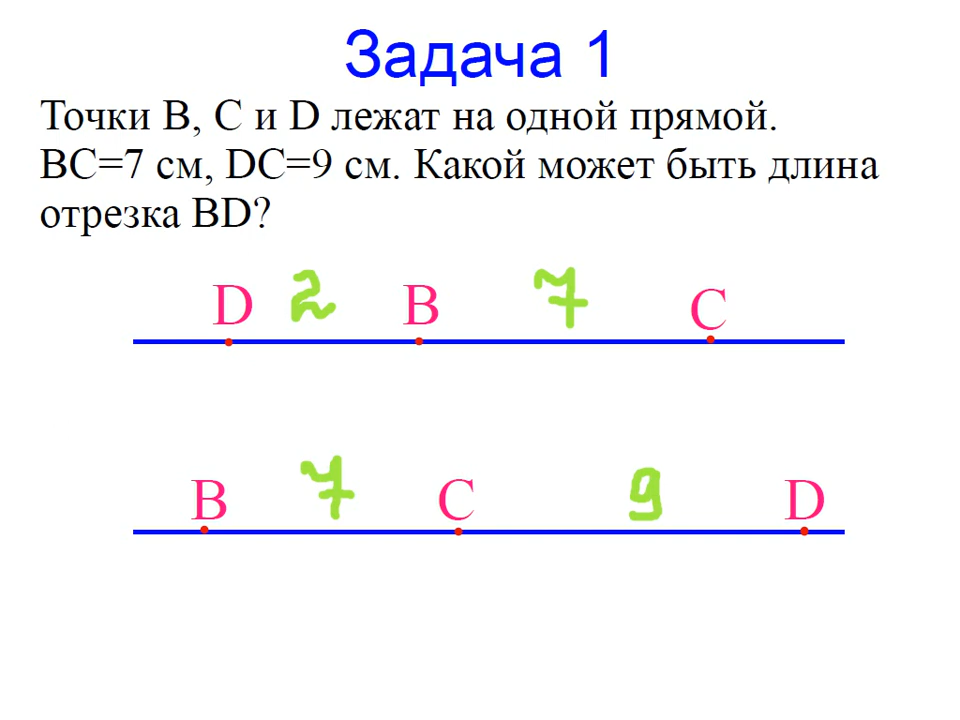 Задача 1
Точки B, C и D лежат на одной прямой.
BC=7 см, DC=9 см. Какой может быть длина
отрезка BD?
D 2 B 7 C
B 7 C 9 D